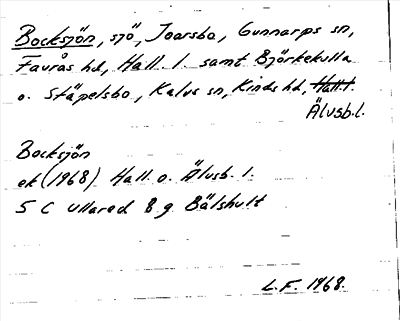 Bocksjön, sjö, Joarsbo, Gunnarps sn,
Faurås hd, Hall. l. samt Björkekulla
o. Stäpelsbo, Kalvs sn, Kinds hd, Hall. l.
Älvsb. l.
Bocksjön
ek (1968) Hall. o. Älvsb. l.
5 C Ullared 8 g Bälshult
L.F. 1968.